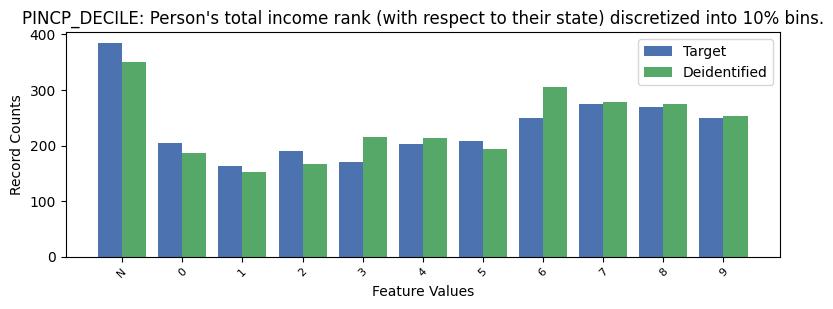 PINCP_DECILE: Person's total income rank (with respect to their state) discretized into 10% bins.
400
300
200
100
0
Record Counts
Target
Deidentified
N 0 1 2 3 4 5 6 7 8 9
Feature Values